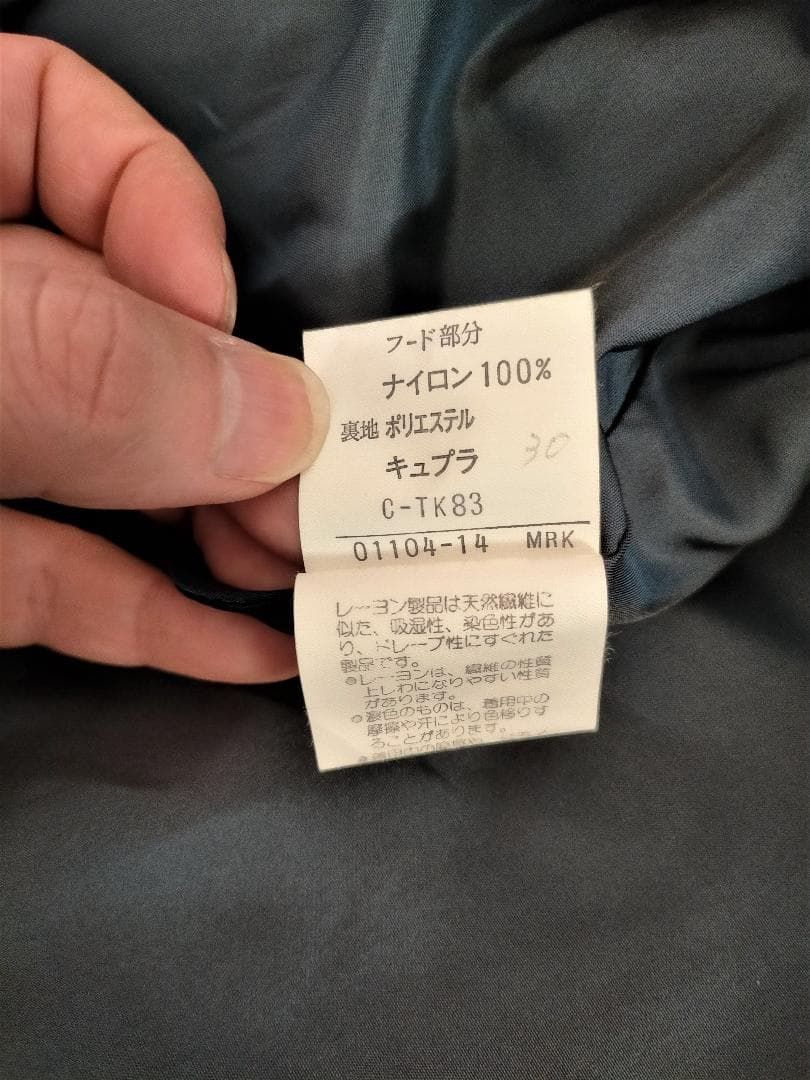 フード部分
ナイロン100%
裏地 ポリエステル
キュプラ 30
C-TK83
01104-14 MRK
レーヨン製品は天然繊維に
似た、吸湿性、染色性があ
り、ドレープ性にすぐれた
製品です。
●レーヨンは、繊維の性質
上しわになりやすい性質
があります。
●濃色のものは、着用中の
摩擦や汗により色移りす
ることがあります。